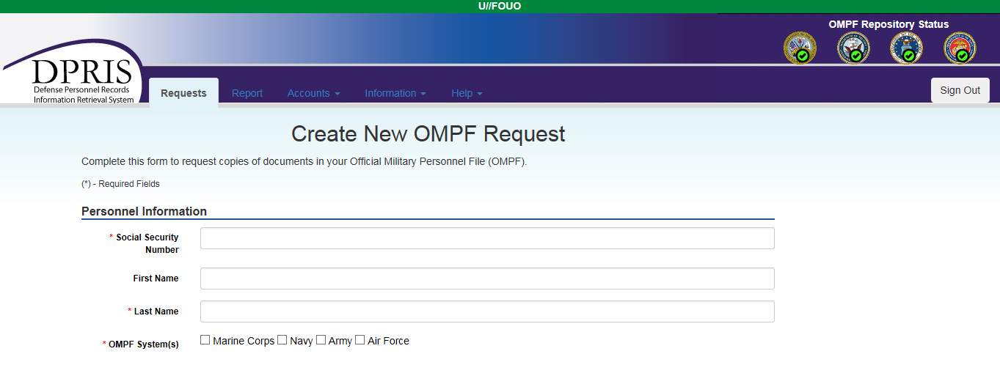 U//FOUO
OMPF Repository Status
DPRIS
Defense Personnel Records
Information Retrieval System
Requests
Report
Accounts
Information
Help
Sign Out
Create New OMPF Request
Complete this form to request copies of documents in your Official Military Personnel File (OMPF).
(*) - Required Fields
Personnel Information
* Social Security
Number
First Name
* Last Name
* OMPF System(s)
Marine Corps Navy Army Air Force